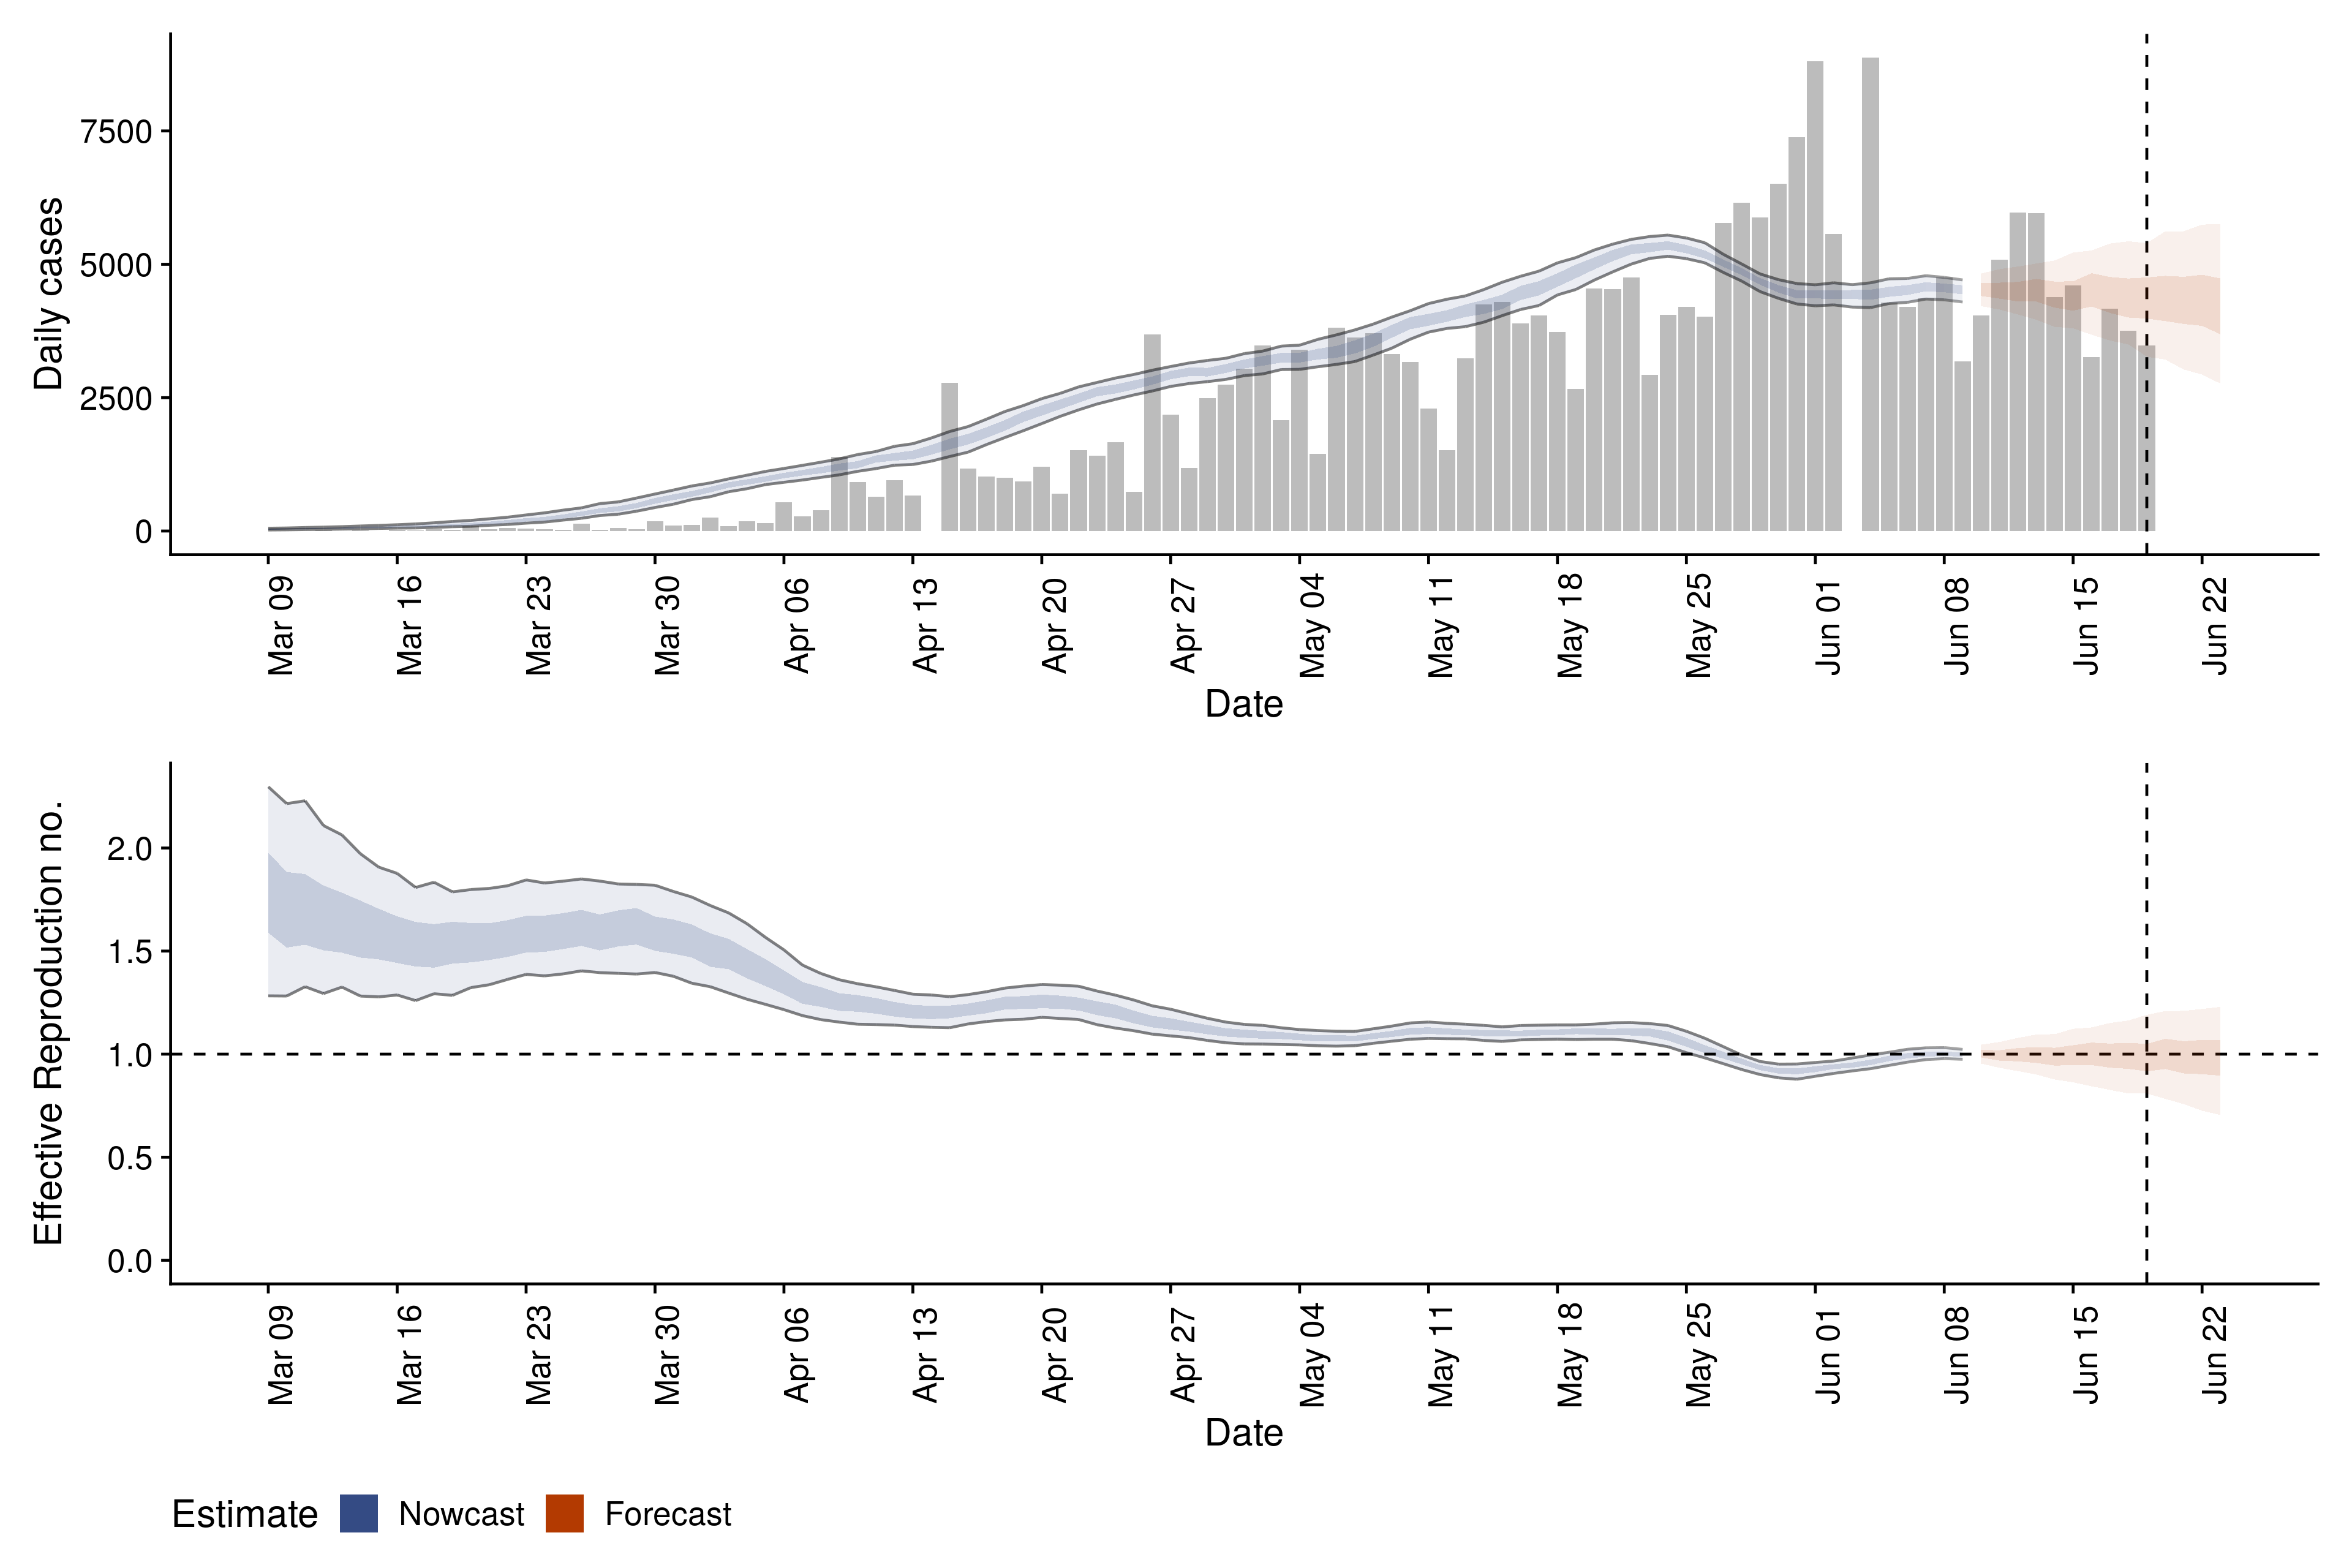 Daily cases
7500
5000
2500
0
Mar 09 Mar 16 Mar 23 Mar 30 Apr 06 Apr 13 Apr 20 Apr 27 May 04 May 11 May 18 May 25 Jun 01 Jun 08 Jun 15 Jun 22
Date
Effective Reproduction no.
2.0
1.5
1.0
0.5
0.0
Mar 09 Mar 16 Mar 23 Mar 30 Apr 06 Apr 13 Apr 20 Apr 27 May 04 May 11 May 18 May 25 Jun 01 Jun 08 Jun 15 Jun 22
Date
Estimate Nowcast Forecast